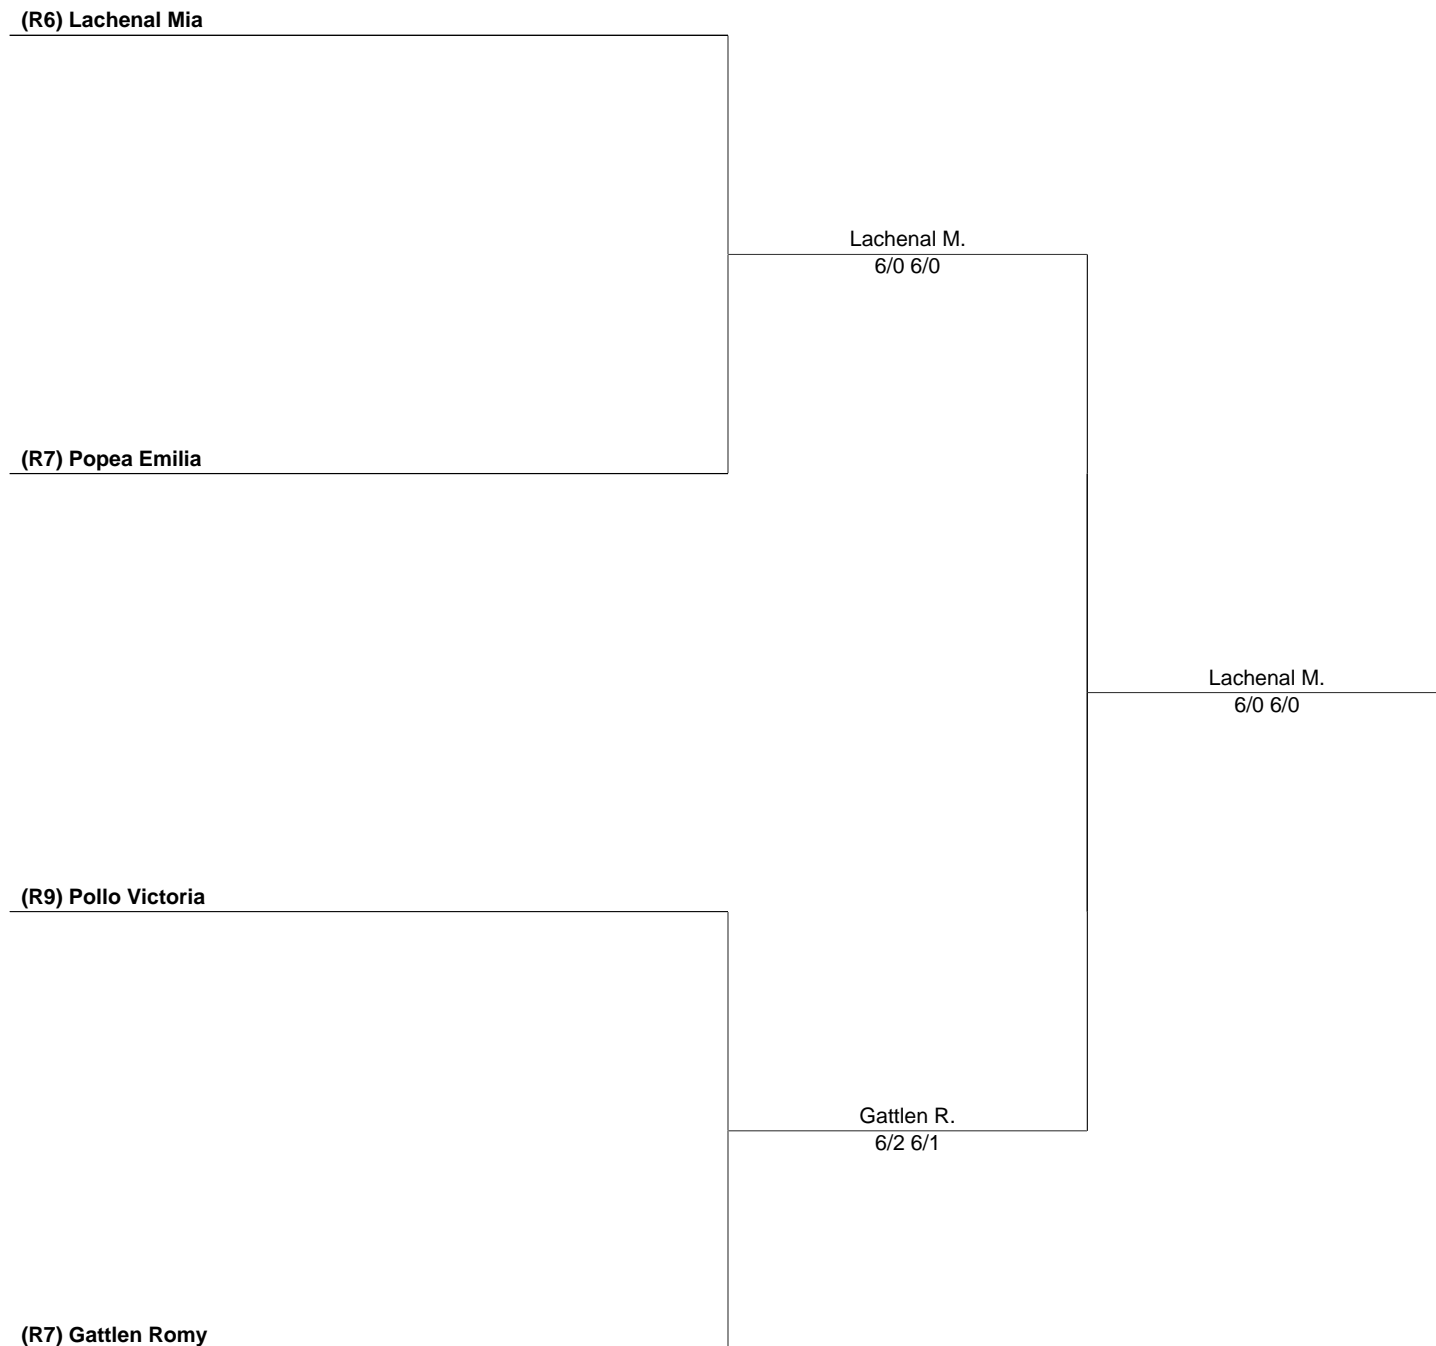 (R6) Lachenal Mia
Lachenal M.
6/0 6/0
(R7) Popea Emilia
Lachenal M.
6/0 6/0
(R9) Pollo Victoria
Gattlen R.
6/2 6/1
(R7) Gattlen Romy